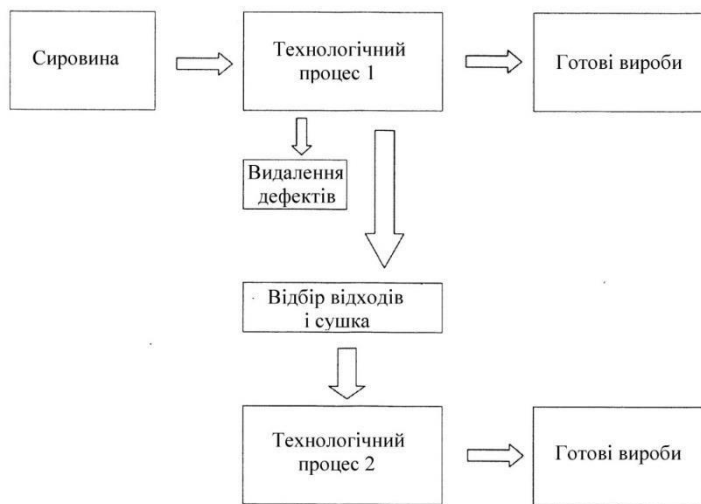 Сировина
Технологічний
процес 1
Готові вироби
Видалення
дефектів
Відбір відходів
і сушка
Технологічний
процес 2
Готові вироби